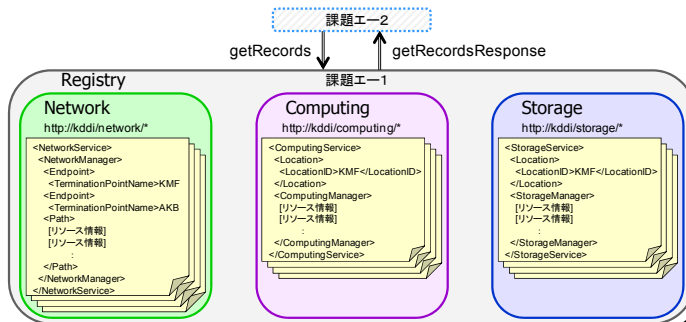 課題エー2
getRecords
getRecordsResponse
Registry
課題エー1
Network
http://kddi/network/*
<NetworkService>
<NetworkManager>
<Endpoint>
<TerminationPointName>KMF
<Endpoint>
<TerminationPointName>AKB
<Path>
[リソース情報]
[リソース情報]
:
</Path>
</NetworkManager>
</NetworkService>
Computing
http://kddi/computing/*
<ComputingService>
<Location>
<LocationID>KMF</LocationID>
</Location>
<ComputingManager>
[リソース情報]
[リソース情報]
:
</ComputingManager>
</ComputingService>
Storage
http://kddi/storage/*
<StorageService>
<Location>
<LocationID>KMF</LocationID>
</Location>
<StorageManager>
[リソース情報]
[リソース情報]
:
</StorageManager>
</StorageService>